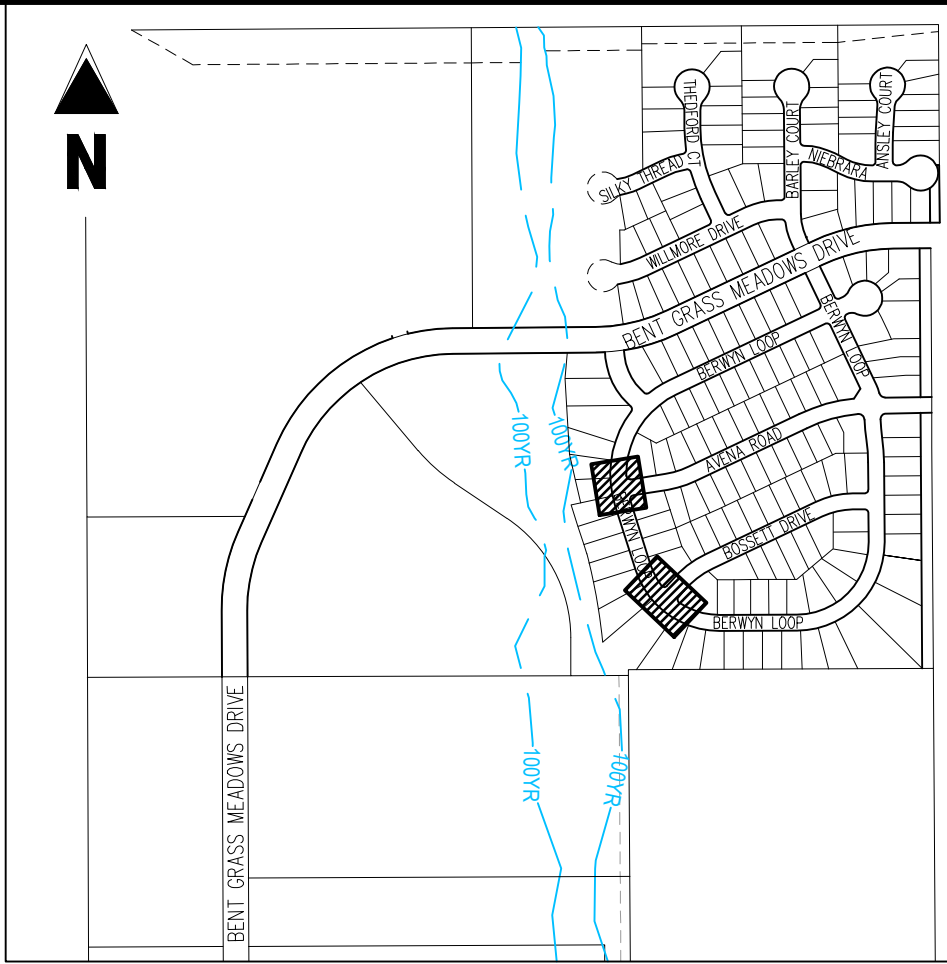 N
THEDFORD CT
BARLEY COURT
ANSLEY COURT
NIEBRARA
SILKY THREAD
WILLMORE DRIVE
BENT GRASS MEADOWS DRIVE
BERWYN LOOP
BERWYN LOOP
100YR
100YR
AVENA ROAD
BERWYN LOOP
BOSSETT DRIVE
BERWYN LOOP
BENT GRASS MEADOWS DRIVE
100YR
100YR